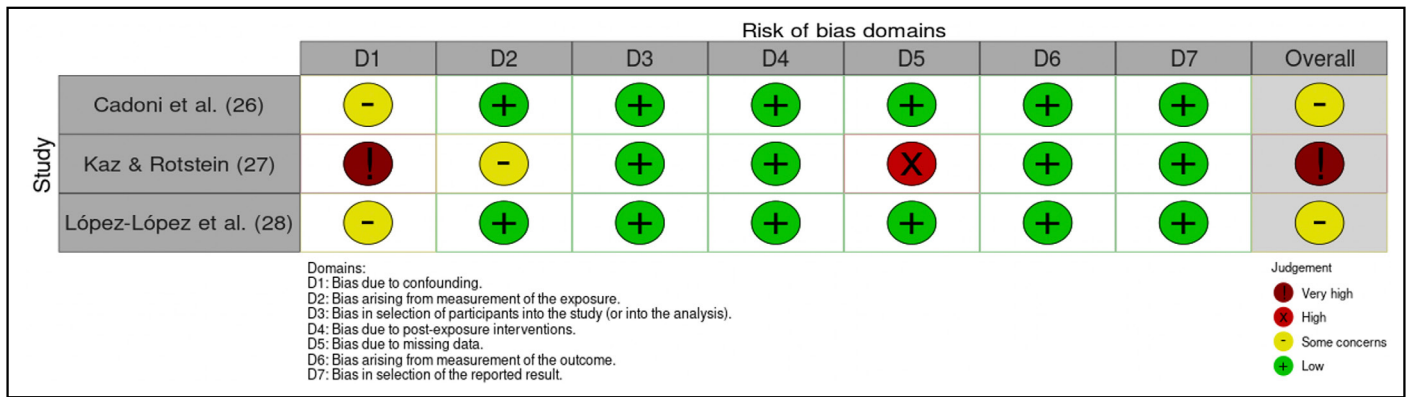 Risk of bias domains
D1 D2 D3 D4 D5 D6 D7 Overall
Study
Cadoni et al. (26) - + + + + + + -
Kaz & Rotstein (27) ! - + + X + + !
López-López et al. (28) - + + + + + + -
Domains:
D1: Bias due to confounding.
D2: Bias arising from measurement of the exposure.
D3: Bias in selection of participants into the study (or into the analysis).
D4: Bias due to post-exposure interventions.
D5: Bias due to missing data.
D6: Bias arising from measurement of the outcome.
D7: Bias in selection of the reported result.
Judgement
! Very high
X High
- Some concerns
+ Low